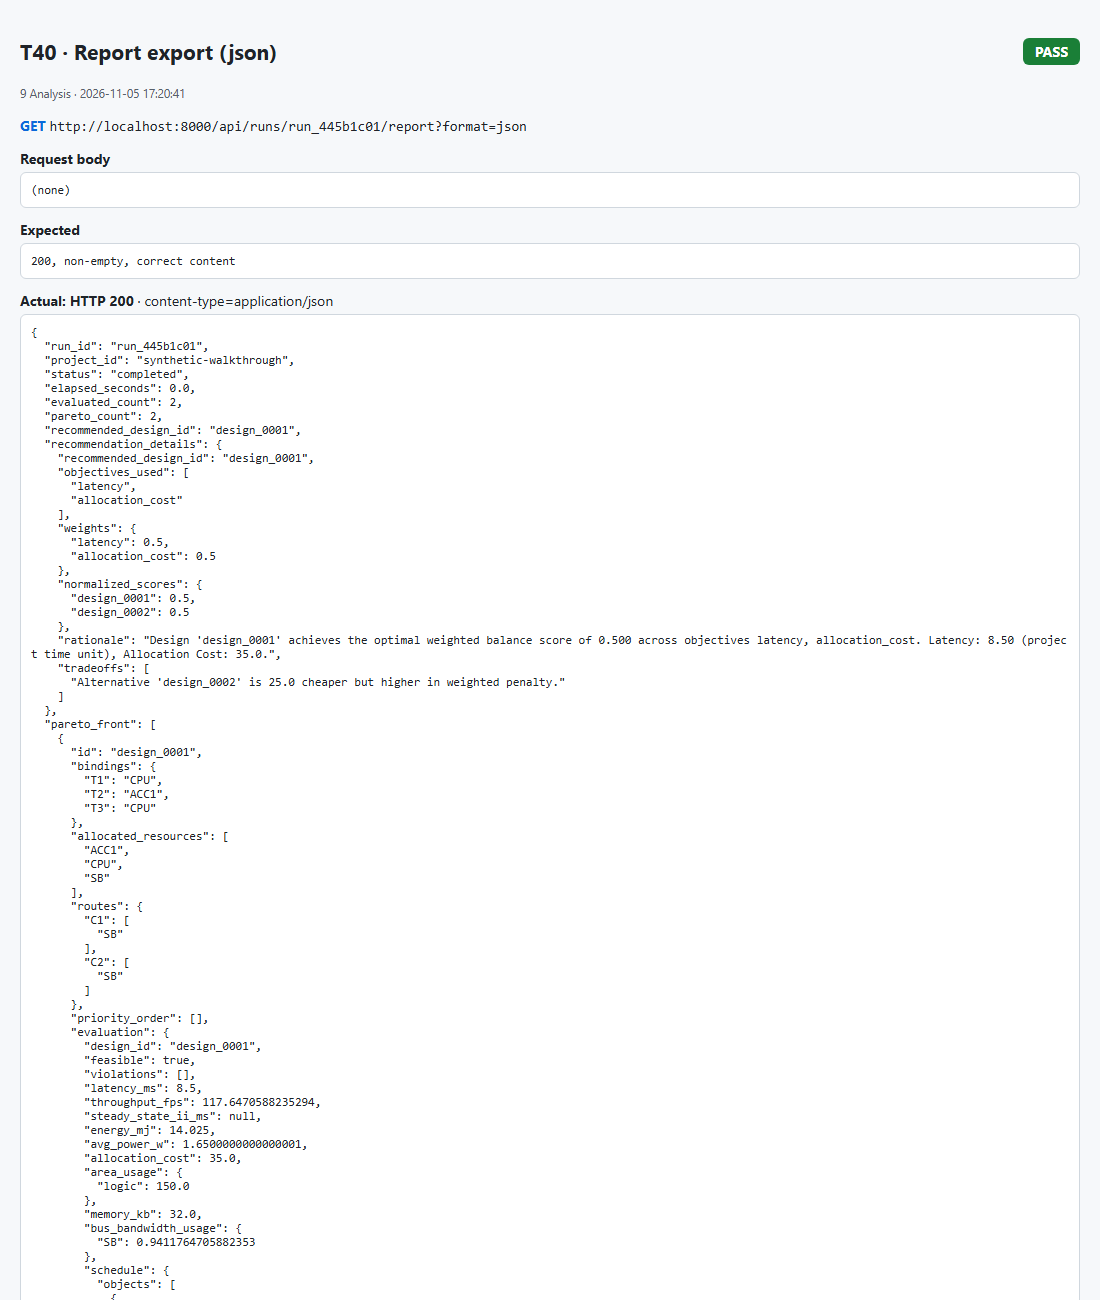 T40 · Report export (json)
PASS
9 Analysis · 2026-11-05 17:20:41
GET http://localhost:8000/api/runs/run_445b1c01/report?format=json
Request body
(none)
Expected
200, non-empty, correct content
Actual: HTTP 200 · content-type=application/json
{
  "run_id": "run_445b1c01",
  "project_id": "synthetic-walkthrough",
  "status": "completed",
  "elapsed_seconds": 0.0,
  "evaluated_count": 2,
  "pareto_count": 2,
  "recommended_design_id": "design_0001",
  "recommendation_details": {
    "recommended_design_id": "design_0001",
    "objectives_used": [
      "latency",
      "allocation_cost"
    ],
    "weights": {
      "latency": 0.5,
      "allocation_cost": 0.5
    },
    "normalized_scores": {
      "design_0001": 0.5,
      "design_0002": 0.5
    },
    "rationale": "Design 'design_0001' achieves the optimal weighted balance score of 0.500 across objectives latency, allocation_cost. Latency: 8.50 (projec
t time unit), Allocation Cost: 35.0.",
    "tradeoffs": [
      "Alternative 'design_0002' is 25.0 cheaper but higher in weighted penalty."
    ]
  },
  "pareto_front": [
    {
      "id": "design_0001",
      "bindings": {
        "T1": "CPU",
        "T2": "ACC1",
        "T3": "CPU"
      },
      "allocated_resources": [
        "ACC1",
        "CPU",
        "SB"
      ],
      "routes": {
        "C1": [
          "SB"
        ],
        "C2": [
          "SB"
        ]
      },
      "priority_order": [],
      "evaluation": {
        "design_id": "design_0001",
        "feasible": true,
        "violations": [],
        "latency_ms": 8.5,
        "throughput_fps": 117.6470588235294,
        "steady_state_ii_ms": null,
        "energy_mj": 14.025,
        "avg_power_w": 1.6500000000000001,
        "allocation_cost": 35.0,
        "area_usage": {
          "logic": 150.0
        },
        "memory_kb": 32.0,
        "bus_bandwidth_usage": {
          "SB": 0.9411764705882353
        },
        "schedule": {
          "objects": [
            {